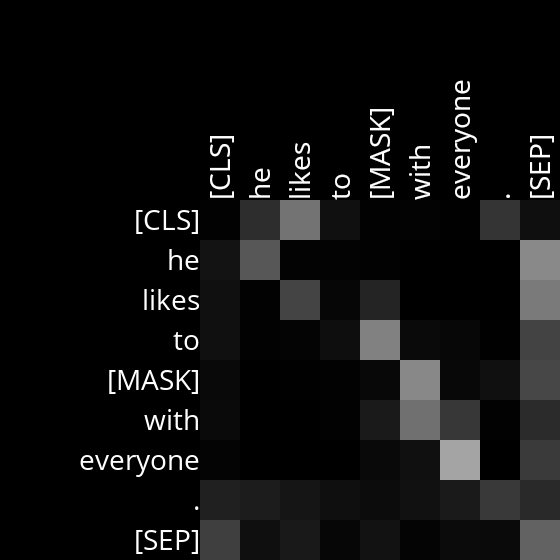 [CLS] he likes to [MASK] with everyone . [SEP]
[CLS]
he
likes
to
[MASK]
with
everyone
.
[SEP]